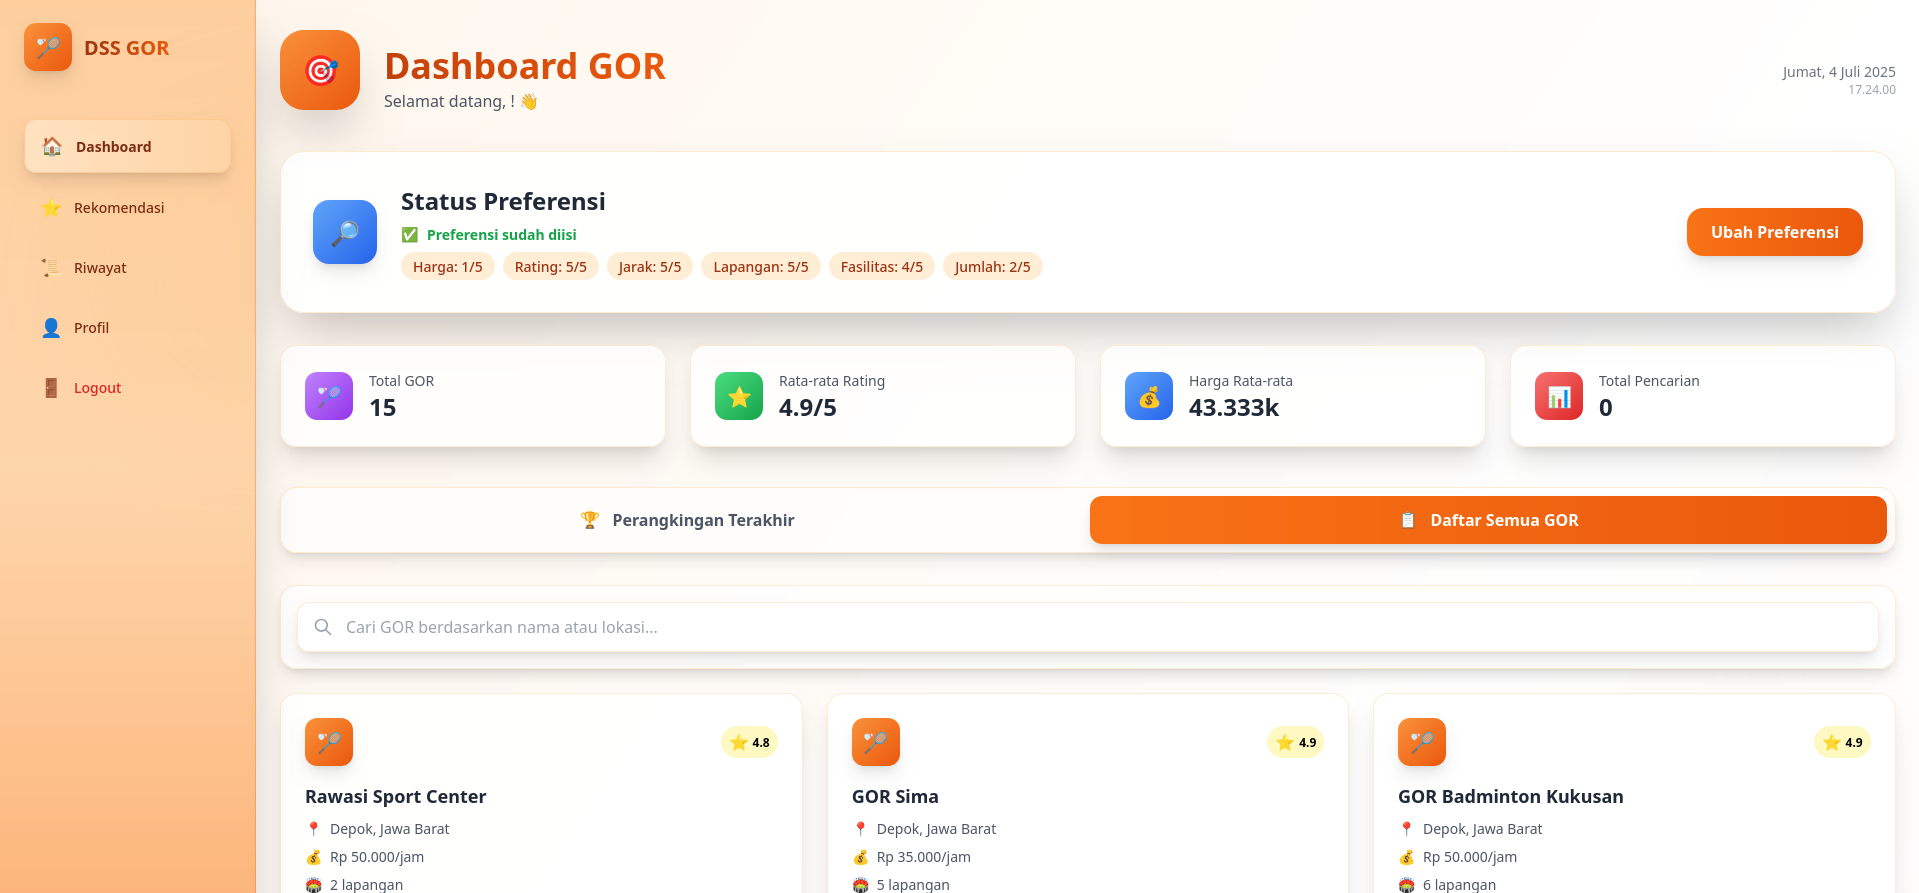 DSS GOR
Dashboard
Rekomendasi
Riwayat
Profil
Logout
Dashboard GOR
Selamat datang, ! 👋
Jumat, 4 Juli 2025
17.24.00
Status Preferensi
✅ Preferensi sudah diisi
Harga: 1/5 Rating: 5/5 Jarak: 5/5 Lapangan: 5/5 Fasilitas: 4/5 Jumlah: 2/5
Ubah Preferensi
Total GOR
15
Rata-rata Rating
4.9/5
Harga Rata-rata
43.333k
Total Pencarian
0
Perangkingan Terakhir
Daftar Semua GOR
Cari GOR berdasarkan nama atau lokasi...
4.8
Rawasi Sport Center
Depok, Jawa Barat
Rp 50.000/jam
2 lapangan
4.9
GOR Sima
Depok, Jawa Barat
Rp 35.000/jam
5 lapangan
4.9
GOR Badminton Kukusan
Depok, Jawa Barat
Rp 50.000/jam
6 lapangan